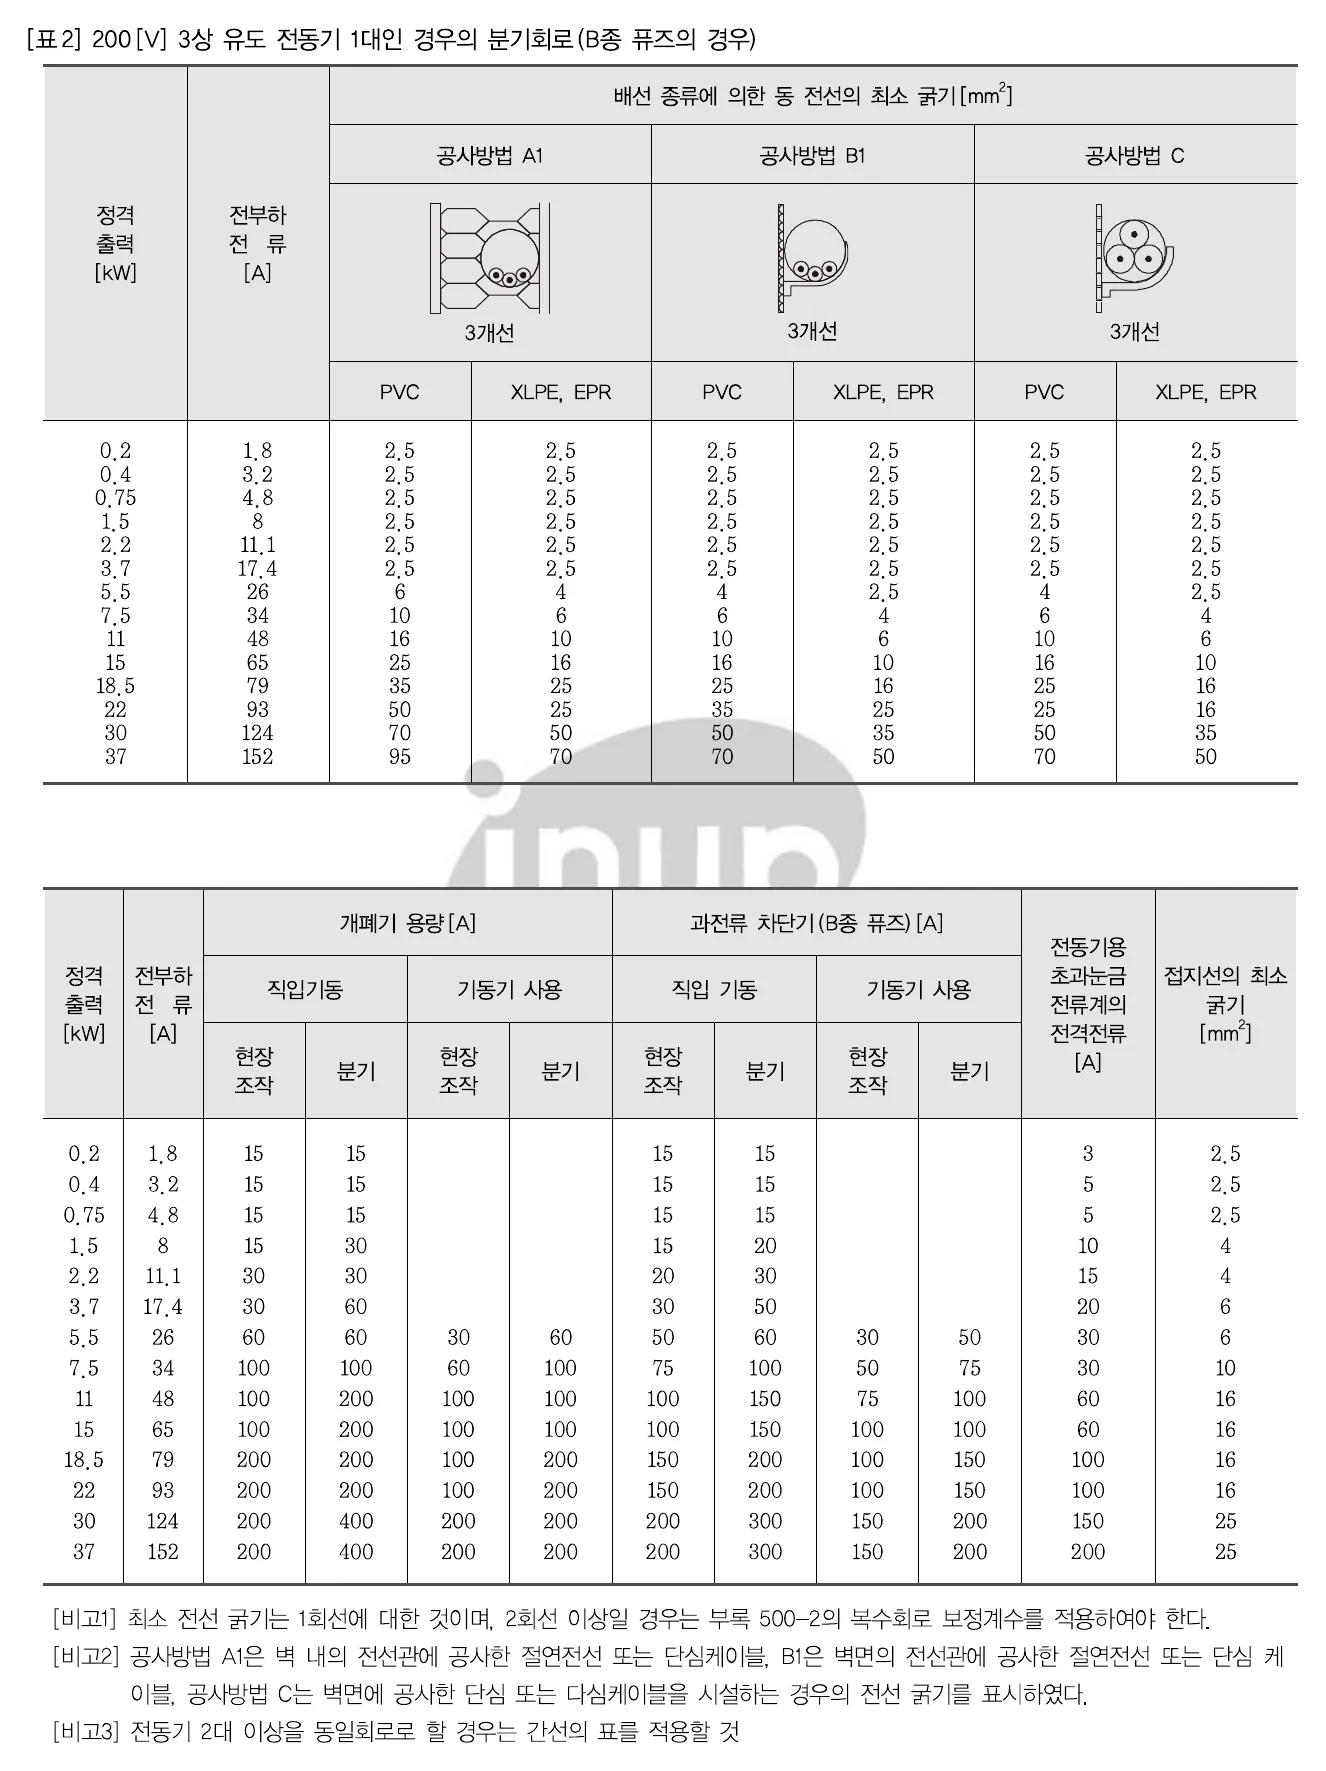 [표 2] 200[V] 3상 유도 전동기 1대인 경우의 분기회로(B종 퓨즈의 경우)
정격 출력 [kW] 전부하 전 류 [A] 배선 종류에 의한 동 전선의 최소 굵기[mm²]
공사방법 A1 공사방법 B1 공사방법 C
3개선 3개선 3개선
PVC XLPE, EPR PVC XLPE, EPR PVC XLPE, EPR
0.2 1.8 2.5 2.5 2.5 2.5 2.5 2.5
0.4 3.2 2.5 2.5 2.5 2.5 2.5 2.5
0.75 4.8 2.5 2.5 2.5 2.5 2.5 2.5
1.5 8 2.5 2.5 2.5 2.5 2.5 2.5
2.2 11.1 2.5 2.5 2.5 2.5 2.5 2.5
3.7 17.4 2.5 2.5 2.5 2.5 2.5 2.5
5.5 26 6 4 4 2.5 4 2.5
7.5 34 10 6 6 4 6 4
11 48 16 10 10 6 10 6
15 65 25 16 16 10 16 10
18.5 79 35 25 25 16 25 16
22 93 50 25 35 25 25 16
30 124 70 50 50 35 50 35
37 152 95 70 70 50 70 50
inup
정격 출력 [kW] 전부하 전 류 [A] 개폐기 용량[A] 과전류 차단기(B종 퓨즈)[A] 전동기용 초과눈금 전류계의 전격전류 [A] 접지선의 최소 굵기 [mm²]
직입기동 기동기 사용 직입 기동 기동기 사용
현장 조작 분기 현장 조작 분기 현장 조작 분기 현장 조작 분기
0.2 1.8 15 15 15 15 3 2.5
0.4 3.2 15 15 15 15 5 2.5
0.75 4.8 15 15 15 15 5 2.5
1.5 8 15 30 15 20 10 4
2.2 11.1 30 30 20 30 15 4
3.7 17.4 30 60 30 50 20 6
5.5 26 60 60 30 60 50 60 30 50 30 6
7.5 34 100 100 60 100 75 100 50 75 30 10
11 48 100 200 100 100 100 150 75 100 60 16
15 65 100 200 100 100 100 150 100 100 60 16
18.5 79 200 200 100 200 150 200 100 150 100 16
22 93 200 200 100 200 150 200 100 150 100 16
30 124 200 400 200 200 200 300 150 200 150 25
37 152 200 400 200 200 200 300 150 200 200 25
[비고1] 최소 전선 굵기는 1회선에 대한 것이며, 2회선 이상일 경우는 부록 500-2의 복수회로 보정계수를 적용하여야 한다.
[비고2] 공사방법 A1은 벽 내의 전선관에 공사한 절연전선 또는 단심케이블, B1은 벽면의 전선관에 공사한 절연전선 또는 단심 케
이블, 공사방법 C는 벽면에 공사한 단심 또는 다심케이블을 시설하는 경우의 전선 굵기를 표시하였다.
[비고3] 전동기 2대 이상을 동일회로로 할 경우는 간선의 표를 적용할 것